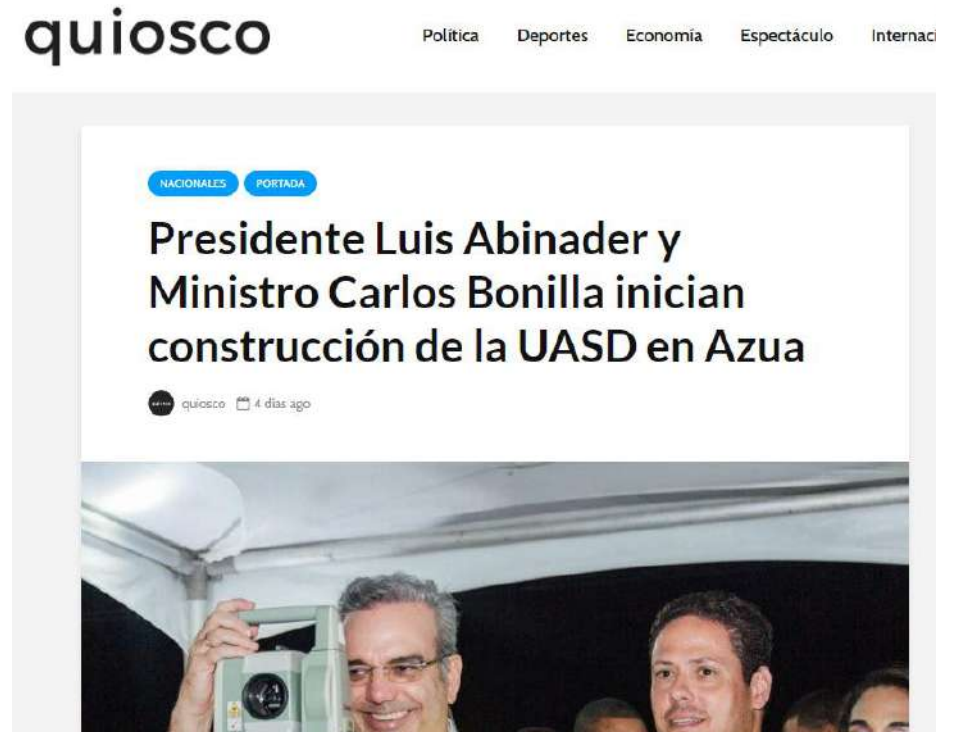 quiosco
Política Deportes Economía Espectáculo Internaci
NACIONALES PORTADA
Presidente Luis Abinader y
Ministro Carlos Bonilla inician
construcción de la UASD en Azua
quiosco 4 días ago